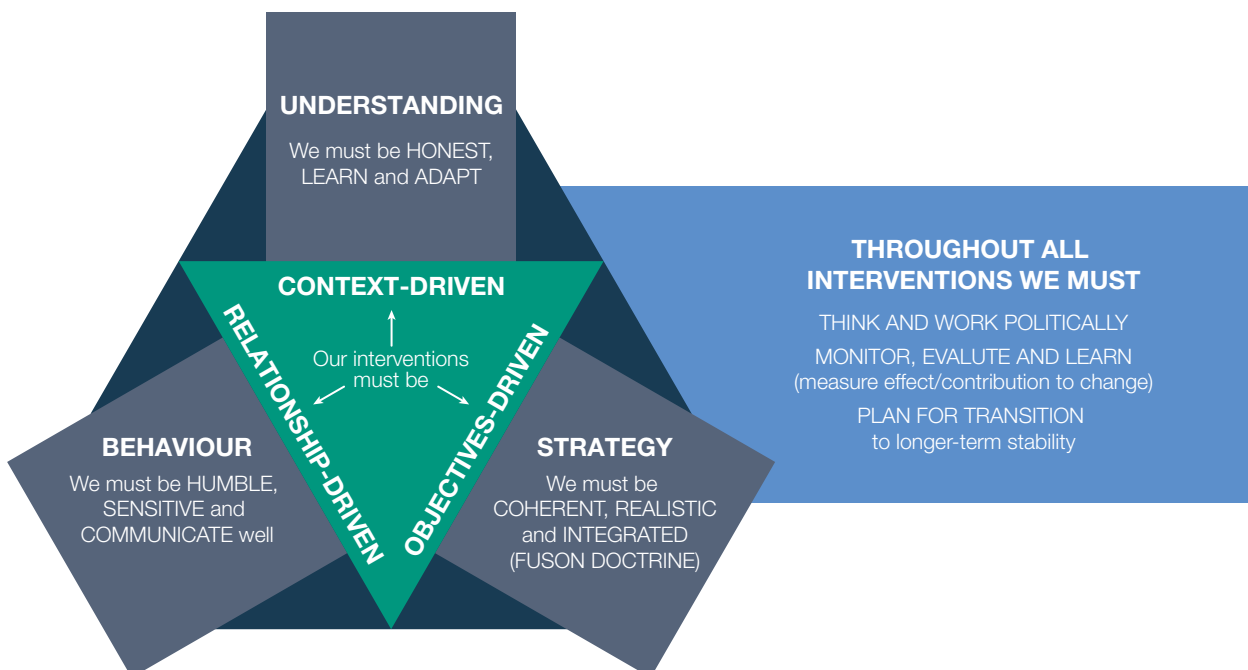 UNDERSTANDING
We must be HONEST,
LEARN and ADAPT
CONTEXT-DRIVEN
Our interventions
must be
RELATIONSHIP-DRIVEN
OBJECTIVES-DRIVEN
BEHAVIOUR
We must be HUMBLE,
SENSITIVE and
COMMUNICATE well
STRATEGY
We must be
COHERENT, REALISTIC
and INTEGRATED
(FUSON DOCTRINE)
THROUGHOUT ALL
INTERVENTIONS WE MUST
THINK AND WORK POLITICALLY
MONITOR, EVALUTE AND LEARN
(measure effect/contribution to change)
PLAN FOR TRANSITION
to longer-term stability